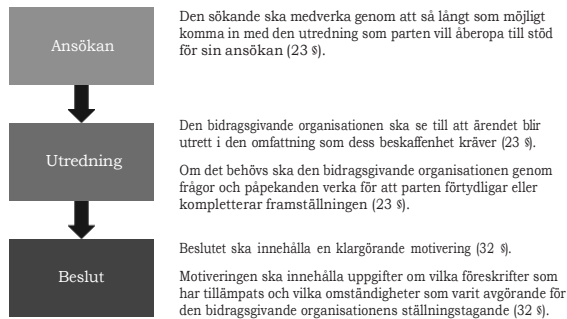 Ansökan
Den sökande ska medverka genom att så långt som möjligt
komma in med den utredning som parten vill åberopa till stöd
för sin ansökan (23 §).
Utredning
Den bidragsgivande organisationen ska se till att ärendet blir
utrett i den omfattning som dess beskaffenhet kräver (23 §).
Om det behövs ska den bidragsgivande organisationen genom
frågor och påpekanden verka för att parten förtydligar eller
kompletterar framställningen (23 §).
Beslut
Beslutet ska innehålla en klargörande motivering (32 §).
Motiveringen ska innehålla uppgifter om vilka föreskrifter som
har tillämpats och vilka omständigheter som varit avgörande för
den bidragsgivande organisationens ställningstagande (32 §).